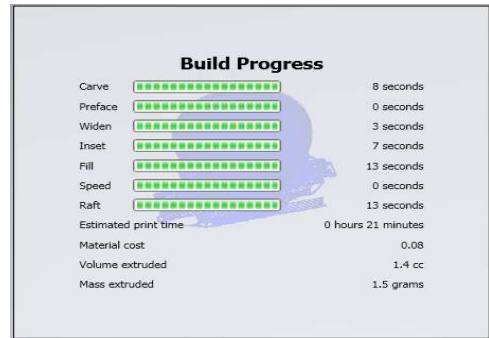 Build Progress
Carve 8 seconds
Preface 0 seconds
Widen 3 seconds
Inset 7 seconds
Fill 13 seconds
Speed 0 seconds
Raft 13 seconds
Estimated print time 0 hours 21 minutes
Material cost 0.08
Volume extruded 1.4 cc
Mass extruded 1.5 grams